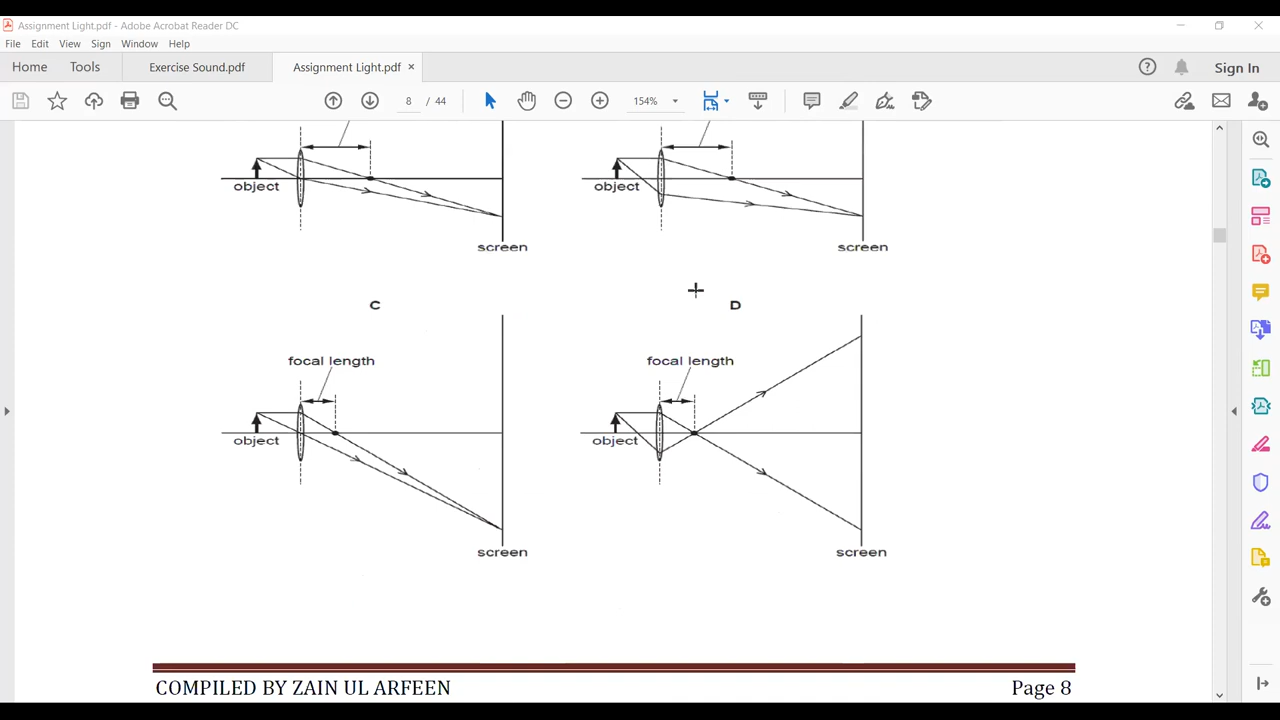 Assignment Light.pdf - Adobe Acrobat Reader DC
File Edit View Sign Window Help
Home Tools Exercise Sound.pdf Assignment Light.pdf × Sign In
8 / 44 154%
object object
screen screen
C D
focal length focal length
object object
screen screen
COMPILED BY ZAIN UL ARFEEN Page 8